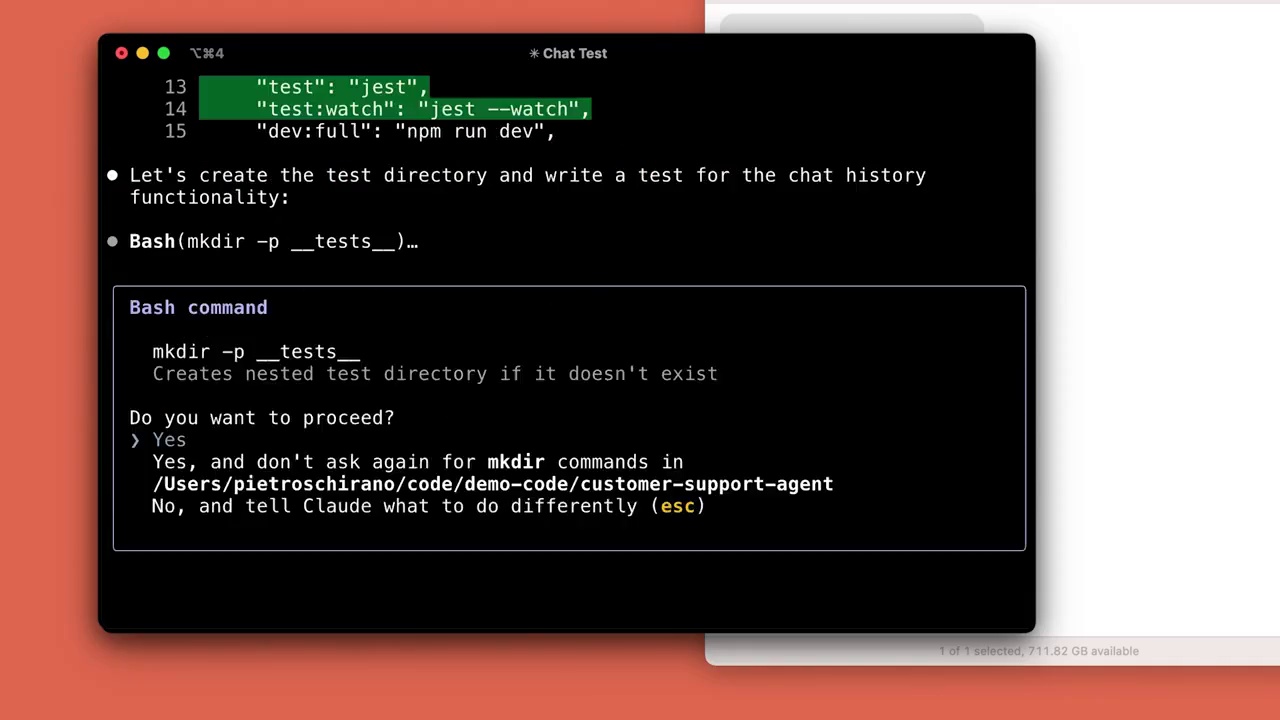 ⌥⌘4
✳ Chat Test
13 "test": "jest",
14 "test:watch": "jest --watch",
15 "dev:full": "npm run dev",
● Let's create the test directory and write a test for the chat history
functionality:
● Bash(mkdir -p __tests__)…
Bash command
mkdir -p __tests__
Creates nested test directory if it doesn't exist
Do you want to proceed?
❯ Yes
Yes, and don't ask again for mkdir commands in
/Users/pietroschirano/code/demo-code/customer-support-agent
No, and tell Claude what to do differently (esc)
1 of 1 selected, 711.82 GB available